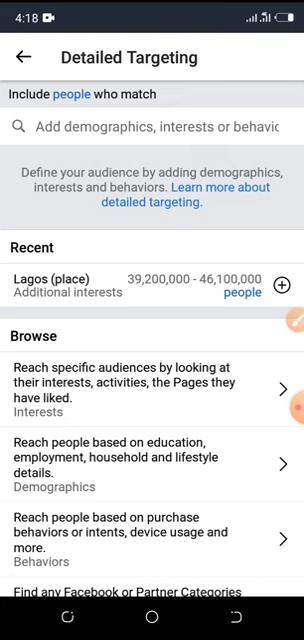 4:18
Detailed Targeting
Include people who match
Add demographics, interests or behavic
Define your audience by adding demographics,
interests and behaviors. Learn more about
detailed targeting.
Recent
Lagos (place) 39,200,000 - 46,100,000
Additional interests people
Browse
Reach specific audiences by looking at
their interests, activities, the Pages they
have liked.
Interests
Reach people based on education,
employment, household and lifestyle
details.
Demographics
Reach people based on purchase
behaviors or intents, device usage and
more.
Behaviors
Find any Facebook or Partner Categories